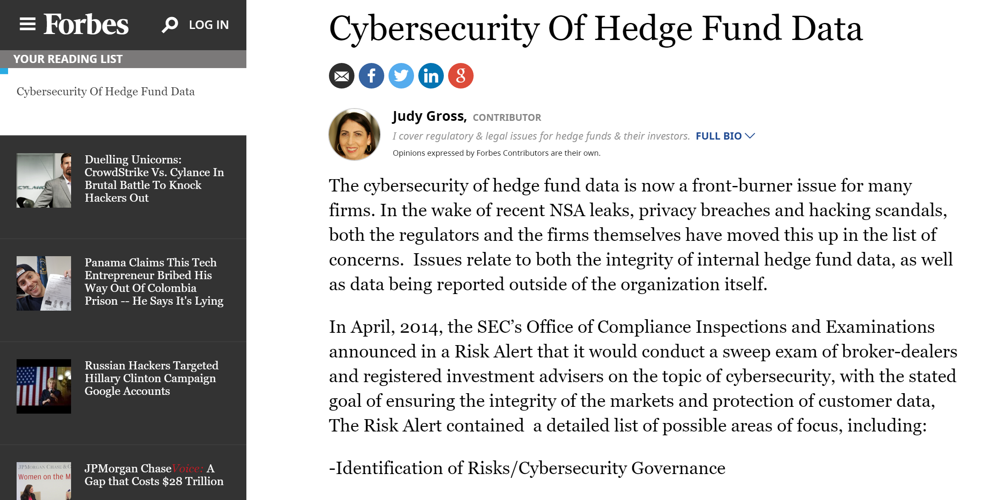 Forbes
LOG IN
YOUR READING LIST
Cybersecurity Of Hedge Fund Data
Duelling Unicorns:
CrowdStrike Vs. Cylance In
Brutal Battle To Knock
Hackers Out
CYLANC
Panama Claims This Tech
Entrepreneur Bribed His
Way Out Of Colombia
Prison -- He Says It's Lying
Russian Hackers Targeted
Hillary Clinton Campaign
Google Accounts
JPMorgan Chase Voice: A
Gap that Costs $28 Trillion
JPMORGAN CHASE & C
Women on the M
Cybersecurity Of Hedge Fund Data
f
in
g
Judy Gross, CONTRIBUTOR
I cover regulatory & legal issues for hedge funds & their investors. FULL BIO
Opinions expressed by Forbes Contributors are their own.
The cybersecurity of hedge fund data is now a front-burner issue for many
firms. In the wake of recent NSA leaks, privacy breaches and hacking scandals,
both the regulators and the firms themselves have moved this up in the list of
concerns.  Issues relate to both the integrity of internal hedge fund data, as well
as data being reported outside of the organization itself.
In April, 2014, the SEC’s Office of Compliance Inspections and Examinations
announced in a Risk Alert that it would conduct a sweep exam of broker-dealers
and registered investment advisers on the topic of cybersecurity, with the stated
goal of ensuring the integrity of the markets and protection of customer data,
The Risk Alert contained  a detailed list of possible areas of focus, including:
-Identification of Risks/Cybersecurity Governance